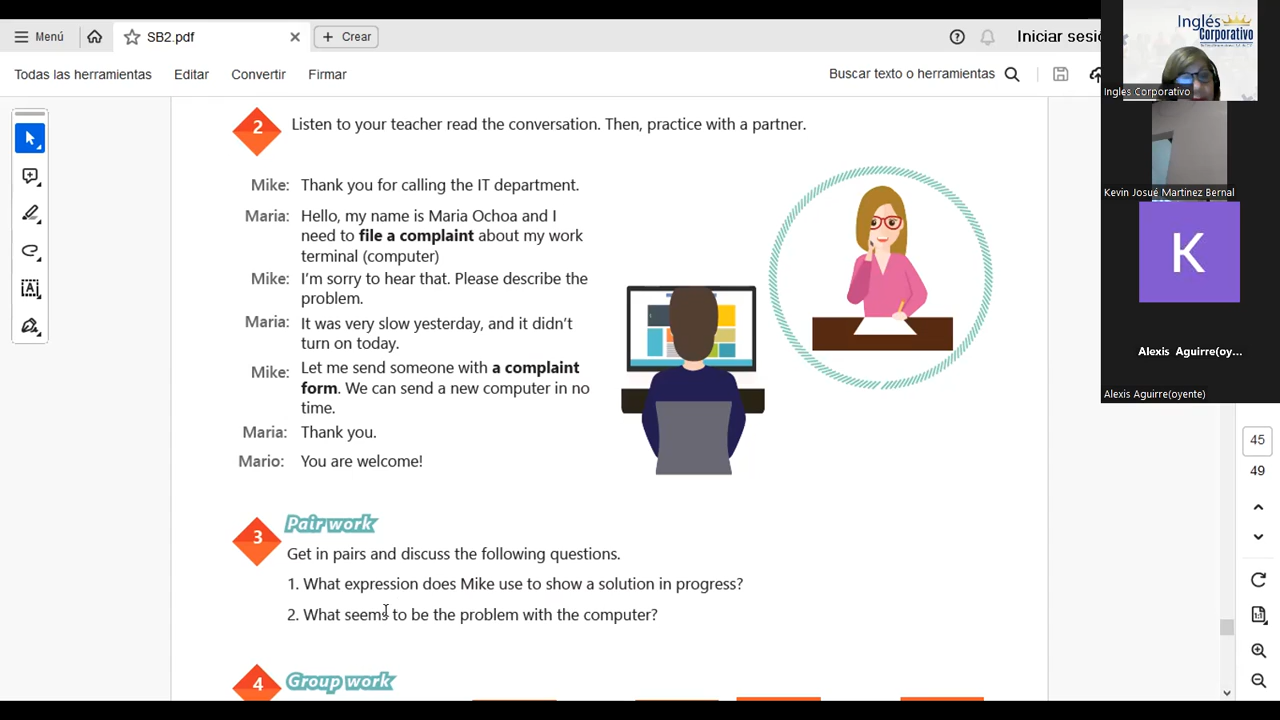 Menú
SB2.pdf
Crear
Iniciar sesi
Todas las herramientas
Editar
Convertir
Firmar
Buscar texto o herramientas
2
Listen to your teacher read the conversation. Then, practice with a partner.
Mike: Thank you for calling the IT department.
Maria: Hello, my name is Maria Ochoa and I
need to file a complaint about my work
terminal (computer)
Mike: I'm sorry to hear that. Please describe the
problem.
Maria: It was very slow yesterday, and it didn't
turn on today.
Mike: Let me send someone with a complaint
form. We can send a new computer in no
time.
Maria: Thank you.
Mario: You are welcome!
3
Pair work
Get in pairs and discuss the following questions.
1. What expression does Mike use to show a solution in progress?
2. What seems to be the problem with the computer?
4
Group work
Inglés
Corporativo
Ingles Corporativo
Kevin Josué Martinez Bernal
K
Alexis Aguirre(oy...
Alexis Aguirre(oyente)
45
49
1:1